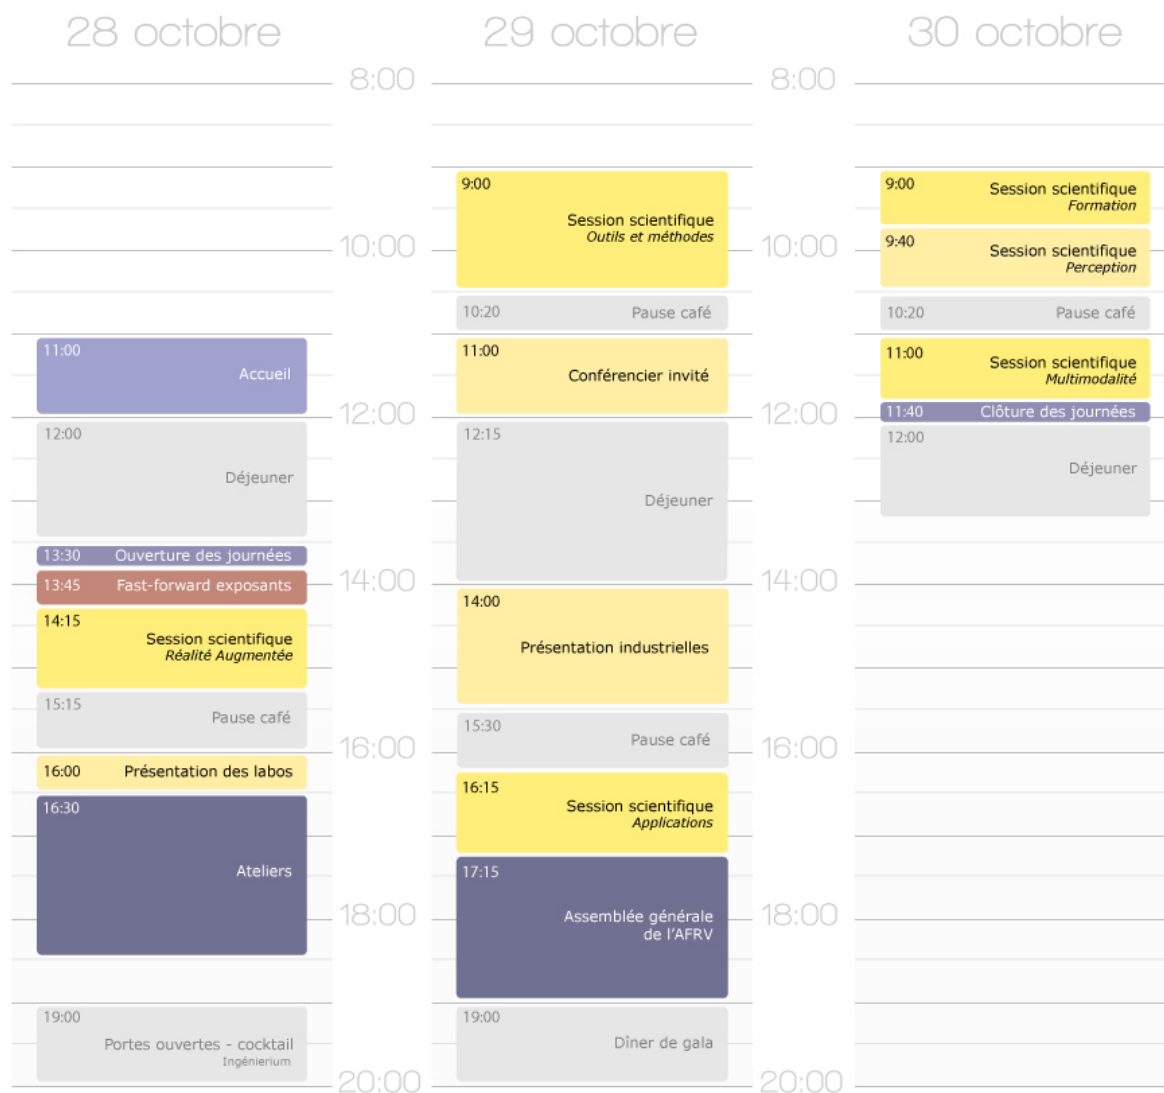 28 octobre
11:00
Accueil
12:00
Déjeuner
13:30 Ouverture des journées
13:45 Fast-forward exposants
14:15
Session scientifique
Réalité Augmentée
15:15
Pause café
16:00 Présentation des labos
16:30
Ateliers
19:00
Portes ouvertes - cocktail
Ingénierium
8:00
10:00
12:00
14:00
16:00
18:00
20:00
29 octobre
9:00
Session scientifique
Outils et méthodes
10:20 Pause café
11:00
Conférencier invité
12:15
Déjeuner
14:00
Présentation industrielles
15:30
Pause café
16:15
Session scientifique
Applications
17:15
Assemblée générale
de l'AFRV
19:00
Dîner de gala
8:00
10:00
12:00
14:00
16:00
18:00
20:00
30 octobre
9:00
Session scientifique
Formation
9:40
Session scientifique
Perception
10:20 Pause café
11:00
Session scientifique
Multimodalité
11:40 Clôture des journées
12:00
Déjeuner